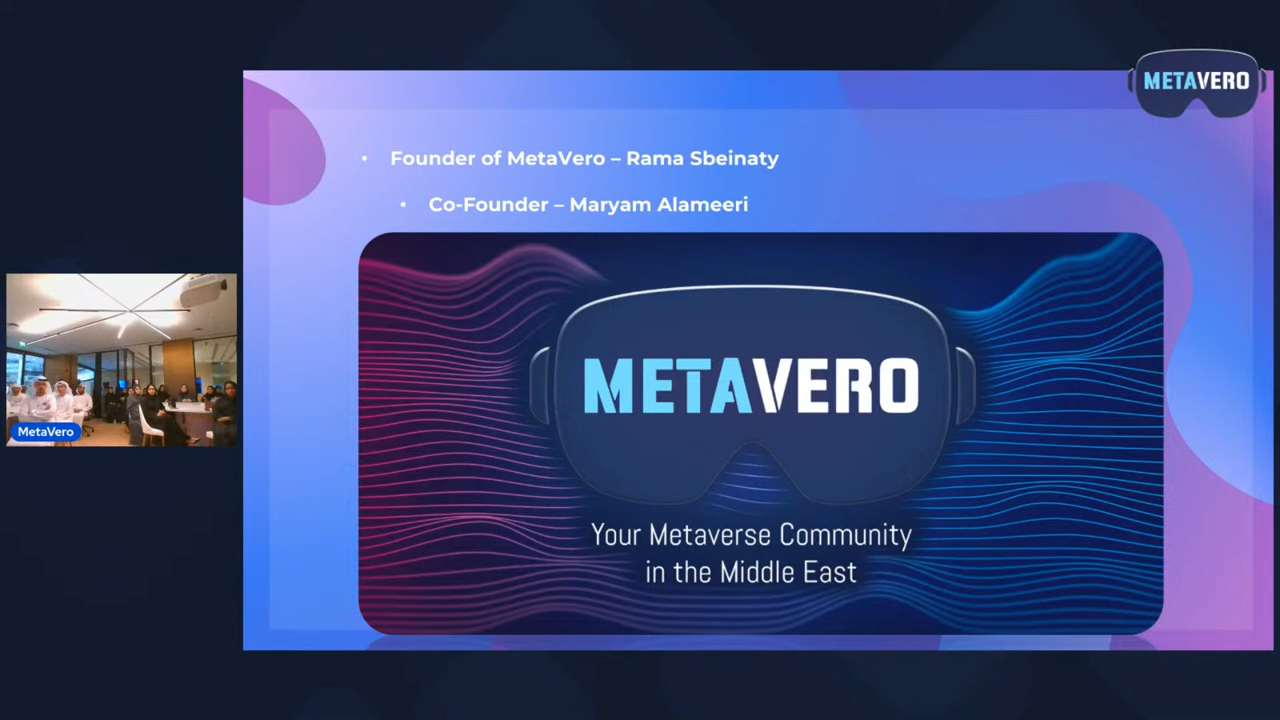 METAVERO
• Founder of MetaVero – Rama Sbeinaty
• Co-Founder – Maryam Alameeri
METAVERO
Your Metaverse Community
in the Middle East
MetaVero